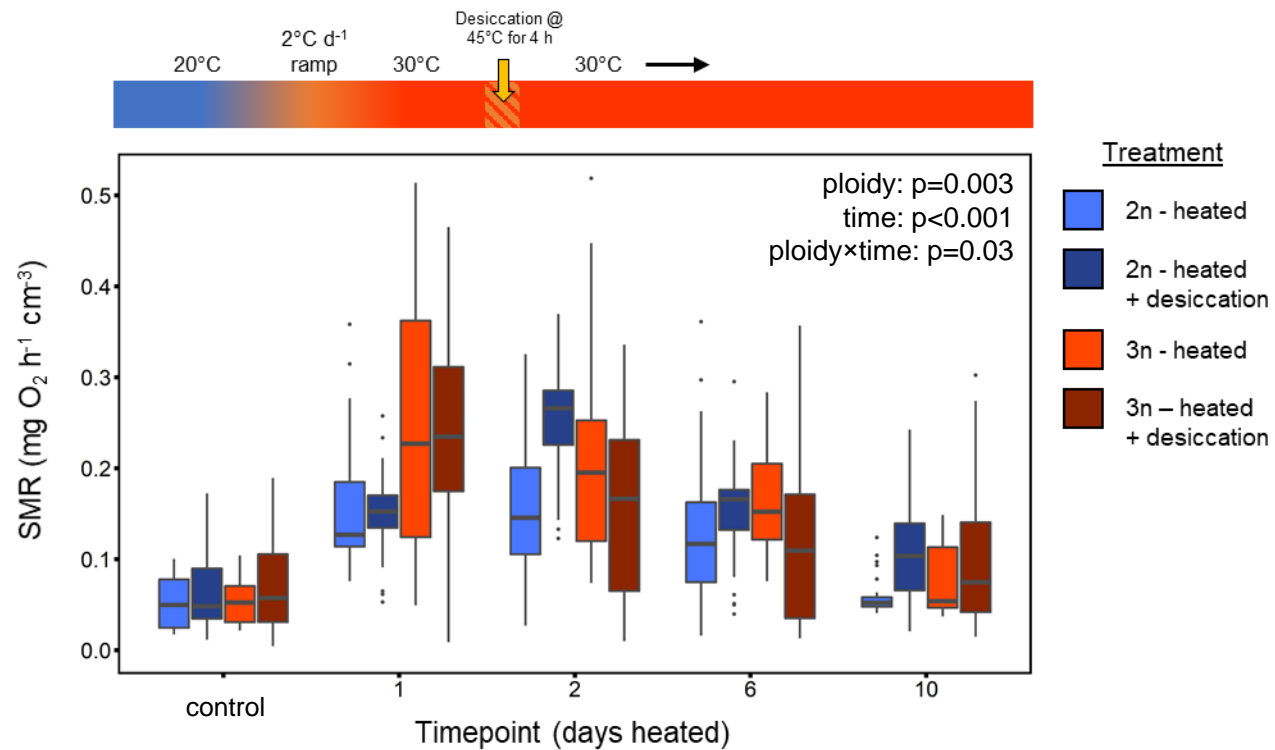 Desiccation @
45°C for 4 h
2°C d⁻¹
ramp
20°C
30°C
30°C
Treatment
2n - heated
2n - heated
+ desiccation
3n - heated
3n – heated
+ desiccation
ploidy: p=0.003
time: p<0.001
ploidy×time: p=0.03
SMR (mg O₂ h⁻¹ cm⁻³)
0.5
0.4
0.3
0.2
0.1
0.0
control
1
2
6
10
Timepoint (days heated)